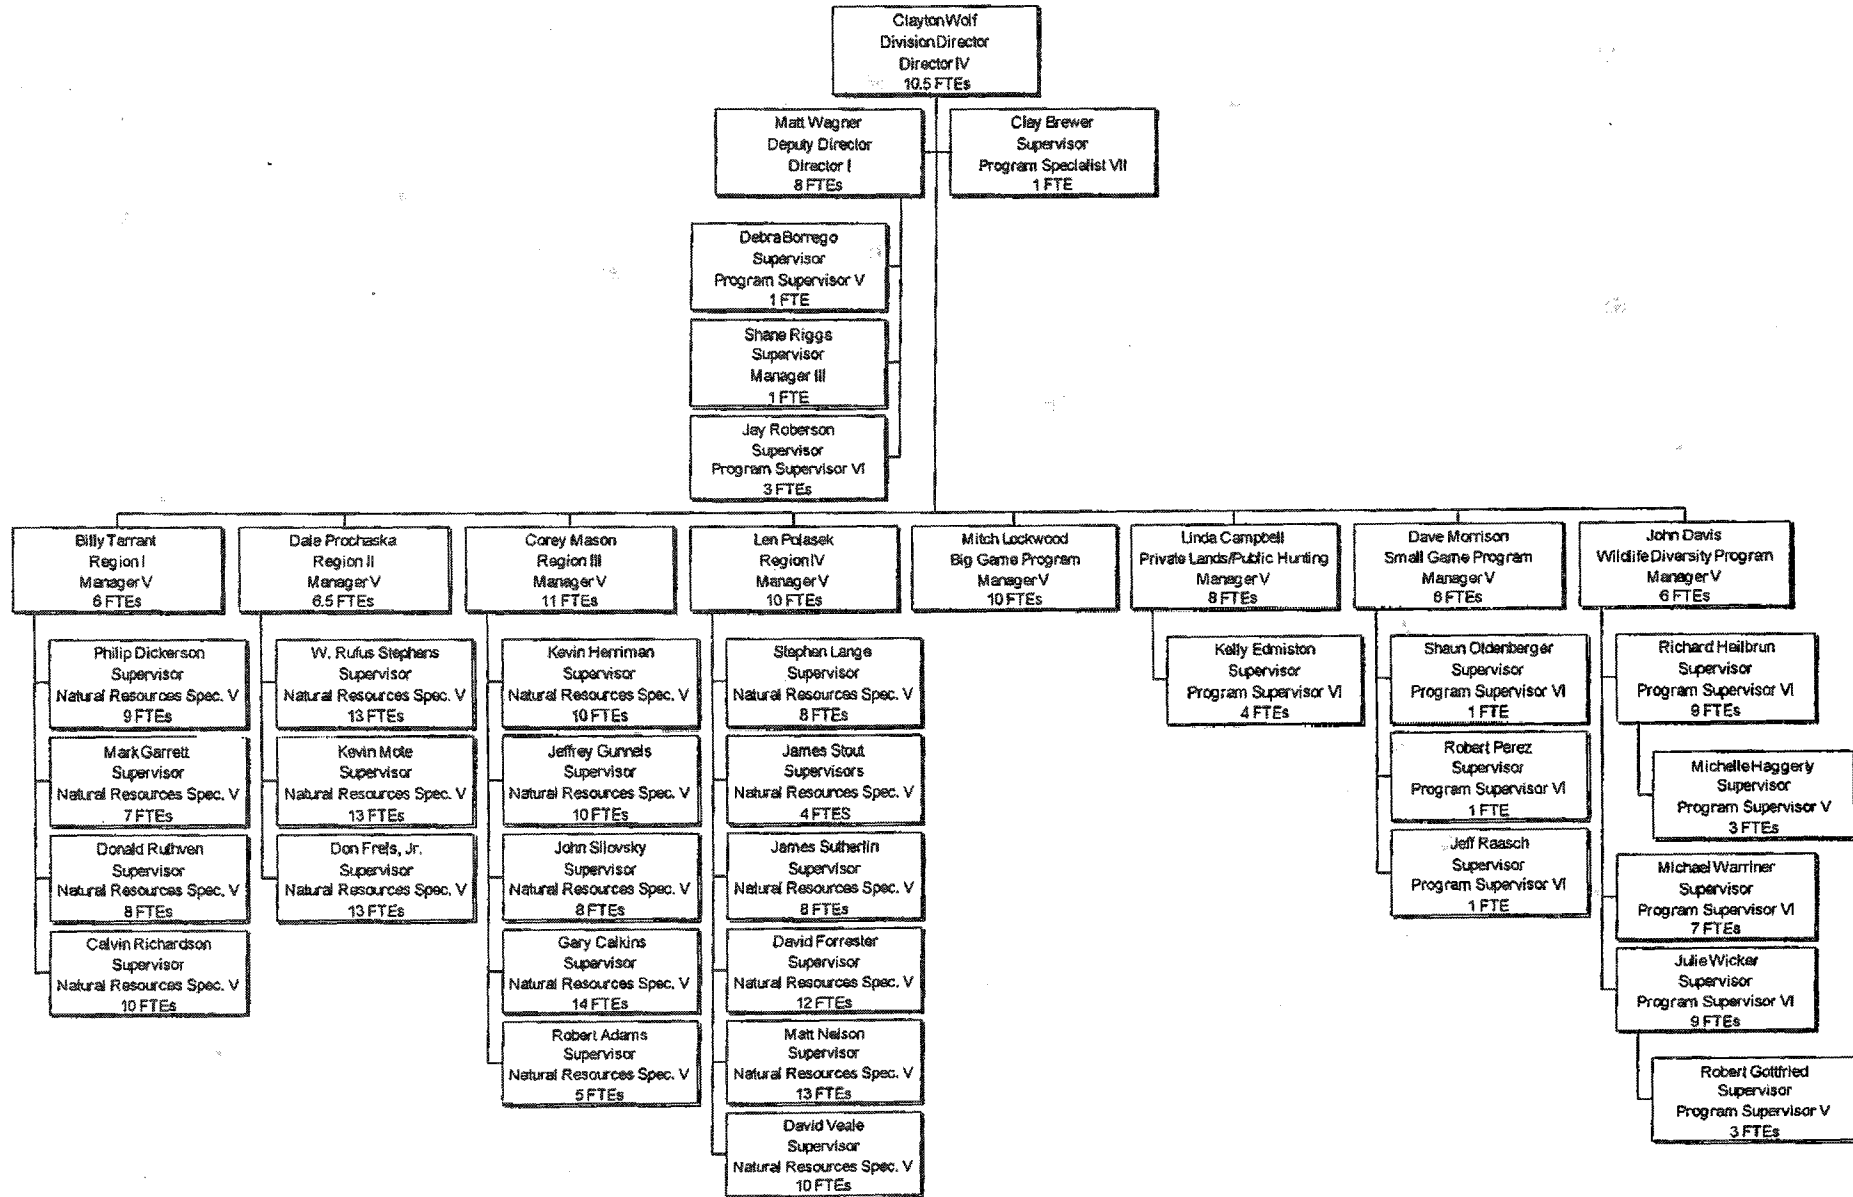 Clayton Wolf
Division Director
Director IV
10.5 FTEs
Matt Wagner
Deputy Director
Director I
8 FTEs
Clay Brewer
Supervisor
Program Specialist VII
1 FTE
Debra Borrego
Supervisor
Program Supervisor V
1 FTE
Shane Riggs
Supervisor
Manager III
1 FTE
Jay Roberson
Supervisor
Program Supervisor VI
3 FTEs
Billy Tarrant
Region I
Manager V
6 FTEs
Philip Dickerson
Supervisor
Natural Resources Spec. V
9 FTEs
Mark Garrett
Supervisor
Natural Resources Spec. V
7 FTEs
Donald Ruthven
Supervisor
Natural Resources Spec. V
8 FTEs
Calvin Richardson
Supervisor
Natural Resources Spec. V
10 FTEs
Dale Prochaska
Region II
Manager V
6.5 FTEs
W. Rufus Stephens
Supervisor
Natural Resources Spec. V
13 FTEs
Kevin Mote
Supervisor
Natural Resources Spec. V
13 FTEs
Don Frels, Jr.
Supervisor
Natural Resources Spec. V
13 FTEs
Corey Mason
Region III
Manager V
11 FTEs
Kevin Herriman
Supervisor
Natural Resources Spec. V
10 FTEs
Jeffrey Gunnels
Supervisor
Natural Resources Spec. V
10 FTEs
John Silovsky
Supervisor
Natural Resources Spec. V
8 FTEs
Gary Calkins
Supervisor
Natural Resources Spec. V
14 FTEs
Robert Adams
Supervisor
Natural Resources Spec. V
5 FTEs
Len Polasek
Region IV
Manager V
10 FTEs
Stephen Lange
Supervisor
Natural Resources Spec. V
8 FTEs
James Stout
Supervisors
Natural Resources Spec. V
4 FTES
James Sutherlin
Supervisor
Natural Resources Spec. V
8 FTEs
David Forrester
Supervisor
Natural Resources Spec. V
12 FTEs
Matt Nelson
Supervisor
Natural Resources Spec. V
13 FTEs
David Veale
Supervisor
Natural Resources Spec. V
10 FTEs
Mitch Lockwood
Big Game Program
Manager V
10 FTEs
Linda Campbell
Private Lands/Public Hunting
Manager V
8 FTEs
Kelly Edmiston
Supervisor
Program Supervisor VI
4 FTEs
Dave Morrison
Small Game Program
Manager V
6 FTEs
Shaun Oldenberger
Supervisor
Program Supervisor VI
1 FTE
Robert Perez
Supervisor
Program Supervisor VI
1 FTE
Jeff Raasch
Supervisor
Program Supervisor VI
1 FTE
John Davis
Wildlife Diversity Program
Manager V
6 FTEs
Richard Heilbrun
Supervisor
Program Supervisor VI
FTEs
Michelle Haggerty
Supervisor
Program Supervisor V
3 FTEs
Michael Warriner
Supervisor
Program Supervisor VI
7 FTEs
Julie Wicker
Supervisor
Program Supervisor VI
9 FTEs
Robert Gottfried
Supervisor
Program Supervisor V
3 FTEs